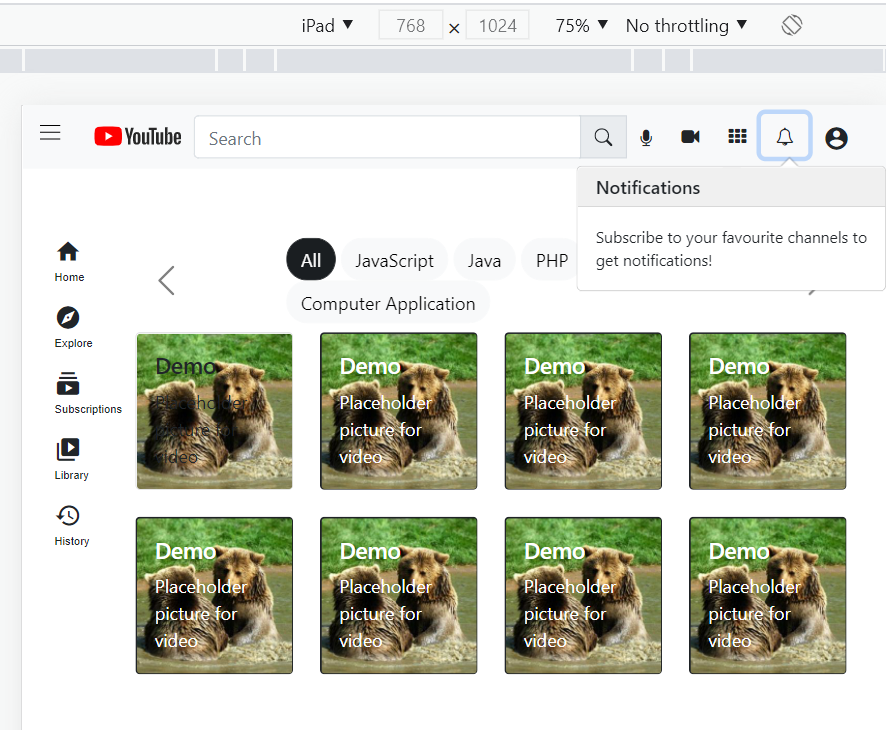 iPad ▼ 768 × 1024 75% ▼ No throttling ▼
YouTube Search
Notifications
Subscribe to your favourite channels to
get notifications!
Home
Explore
Subscriptions
Library
History
All JavaScript Java PHP
Computer Application
Demo
Placeholder
picture for
video
Demo
Placeholder
picture for
video
Demo
Placeholder
picture for
video
Demo
Placeholder
picture for
video
Demo
Placeholder
picture for
video
Demo
Placeholder
picture for
video
Demo
Placeholder
picture for
video
Demo
Placeholder
picture for
video